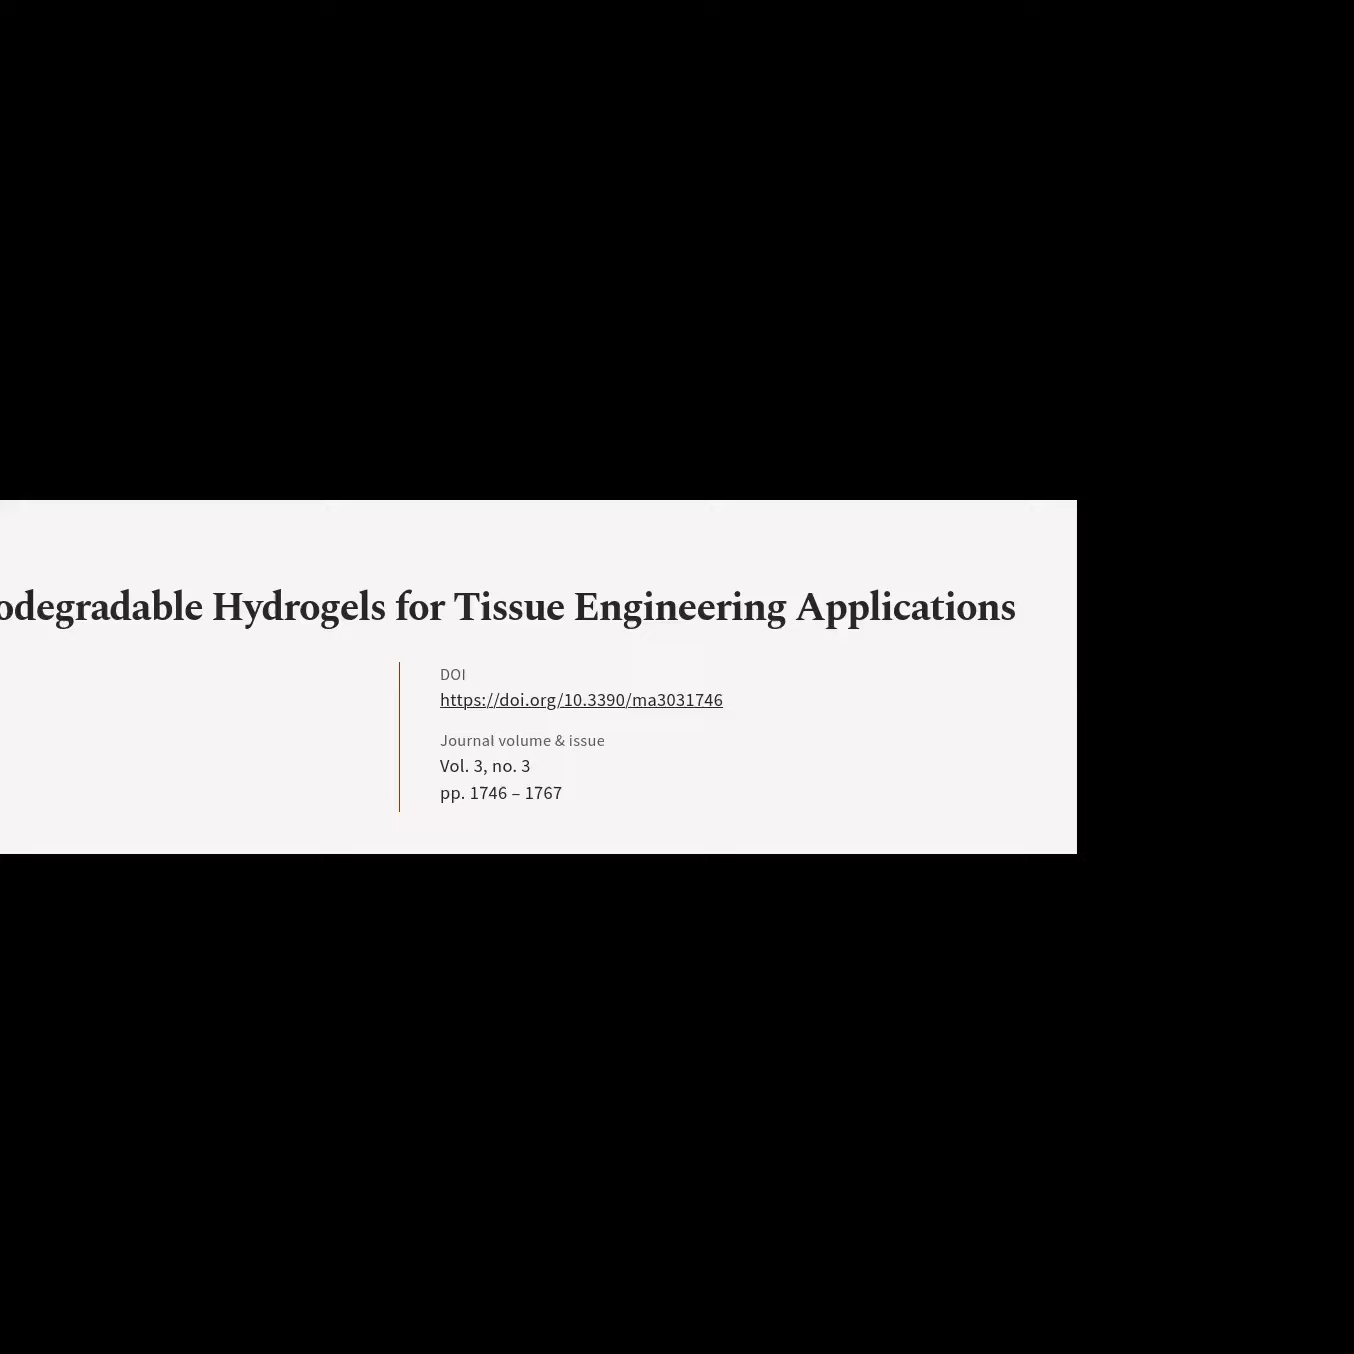 odegradable Hydrogels for Tissue Engineering Applications
DOI
https://doi.org/10.3390/ma3031746
Journal volume & issue
Vol. 3, no. 3
pp. 1746 – 1767